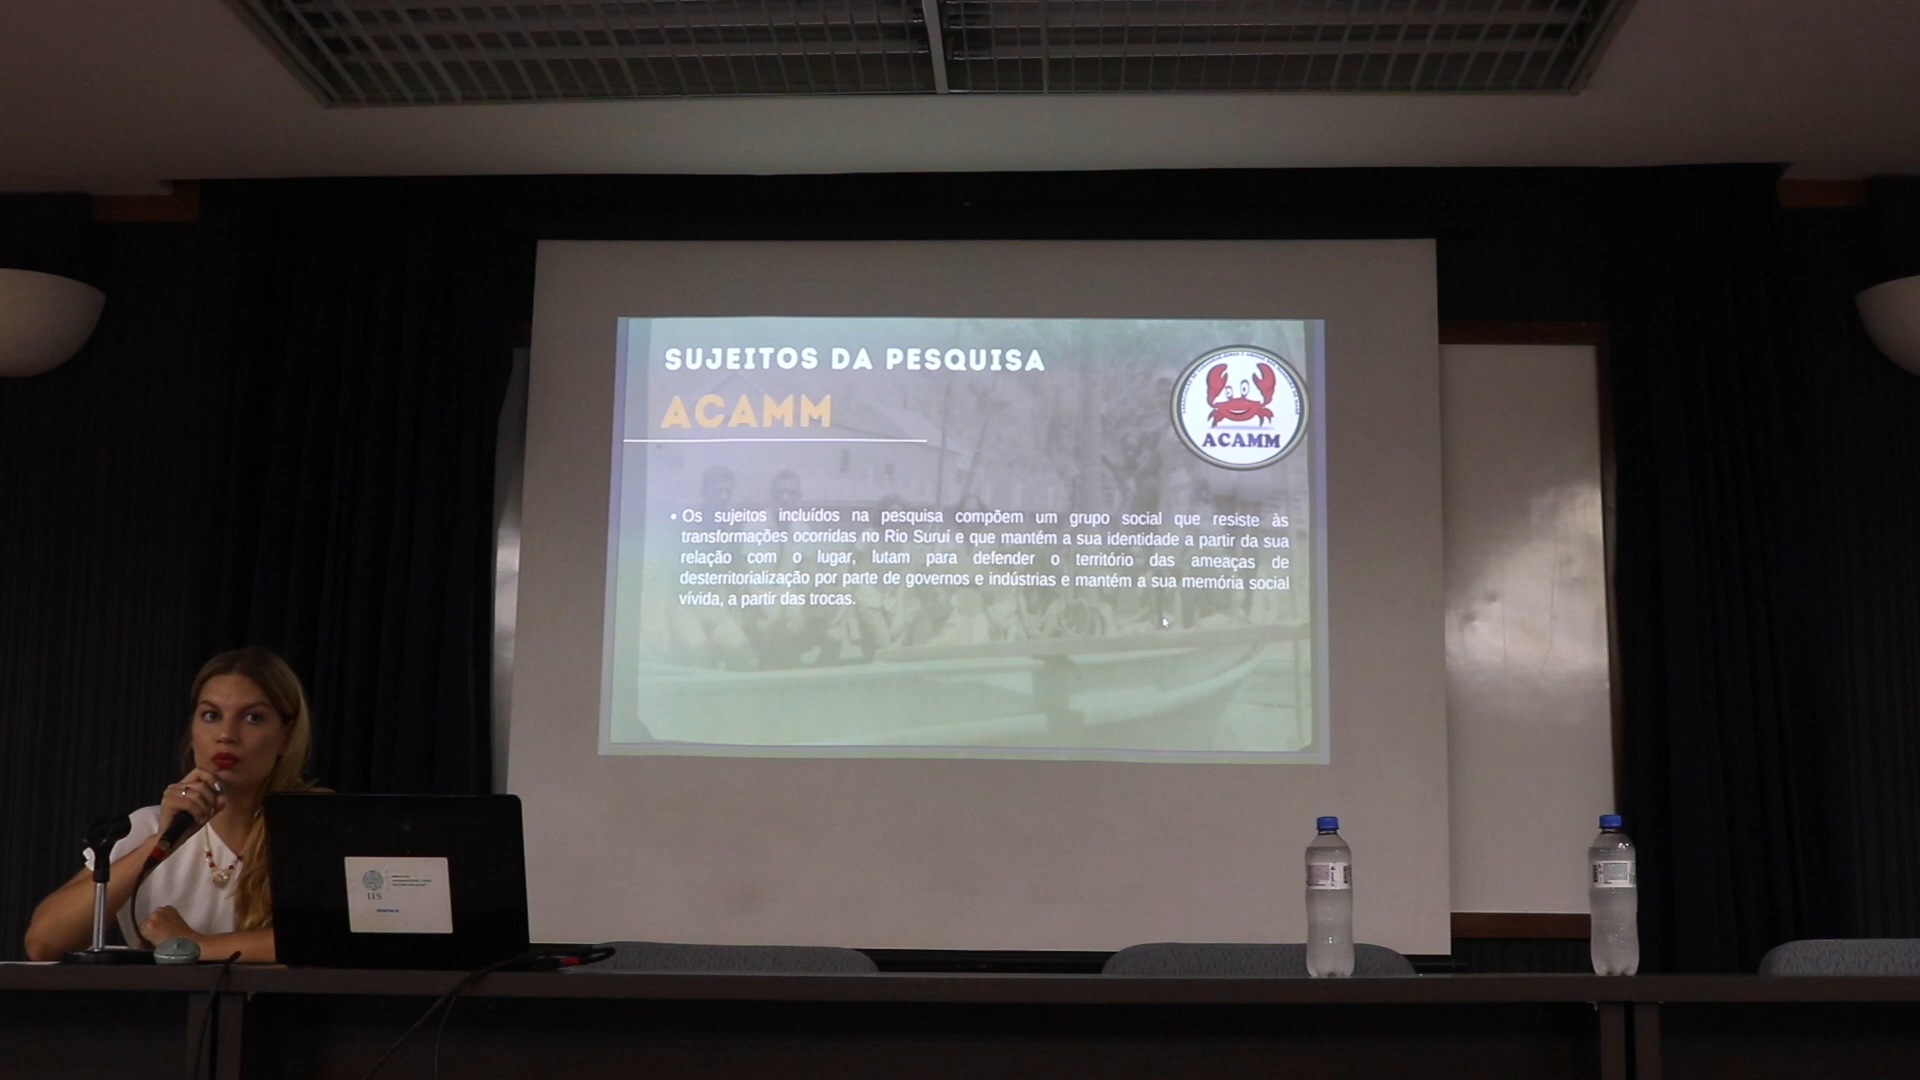 SUJEITOS DA PESQUISA
ACAMM
ACAMM
• Os sujeitos incluídos na pesquisa compõem um grupo social que resiste às
transformações ocorridas no Rio Suruí e que mantém a sua identidade a partir da sua
relação com o lugar, lutam para defender o território das ameaças de
desterritorialização por parte de governos e indústrias e mantém a sua memória social
vívida, a partir das trocas.
IIS